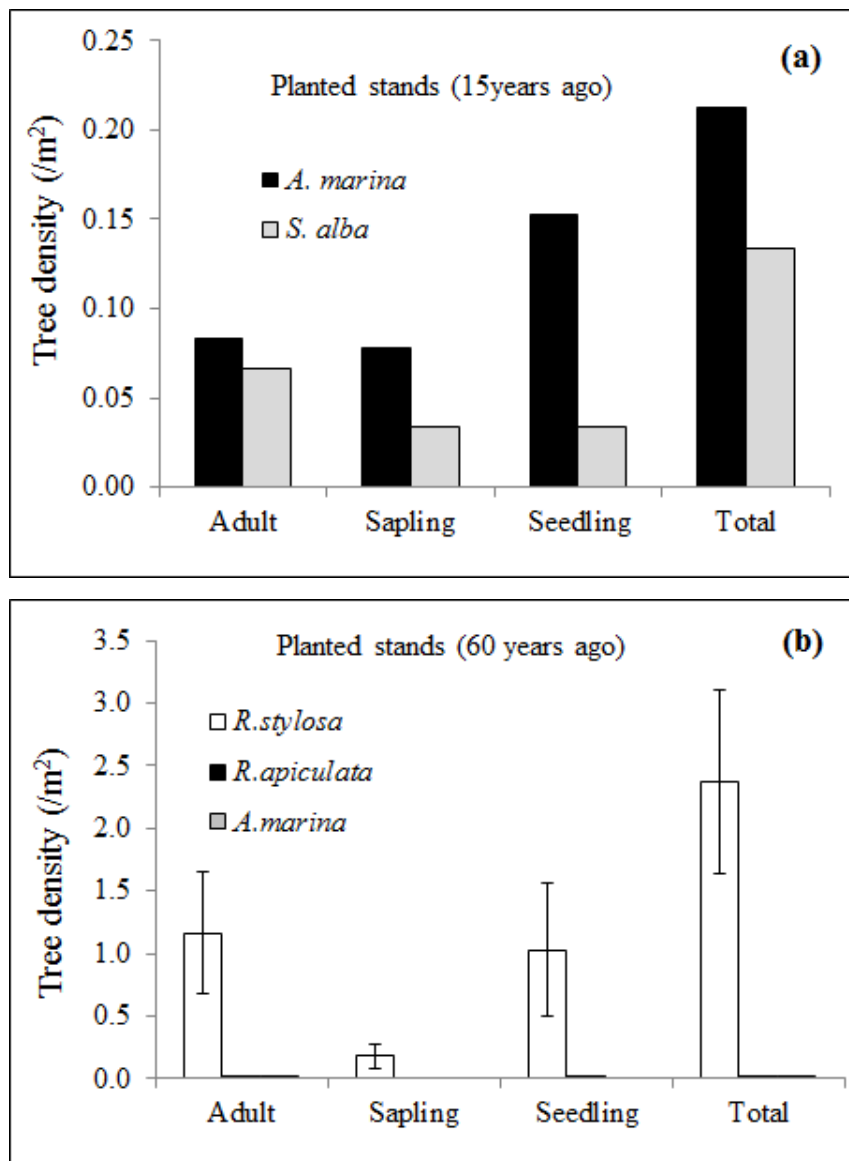 (a)
Planted stands (15years ago)
A. marina
S. alba
Tree density (/m²)
0.25
0.20
0.15
0.10
0.05
0.00
Adult Sapling Seedling Total
(b)
Planted stands (60 years ago)
R.stylosa
R.apiculata
A.marina
Tree density (/m²)
3.5
3.0
2.5
2.0
1.5
1.0
0.5
0.0
Adult Sapling Seedling Total